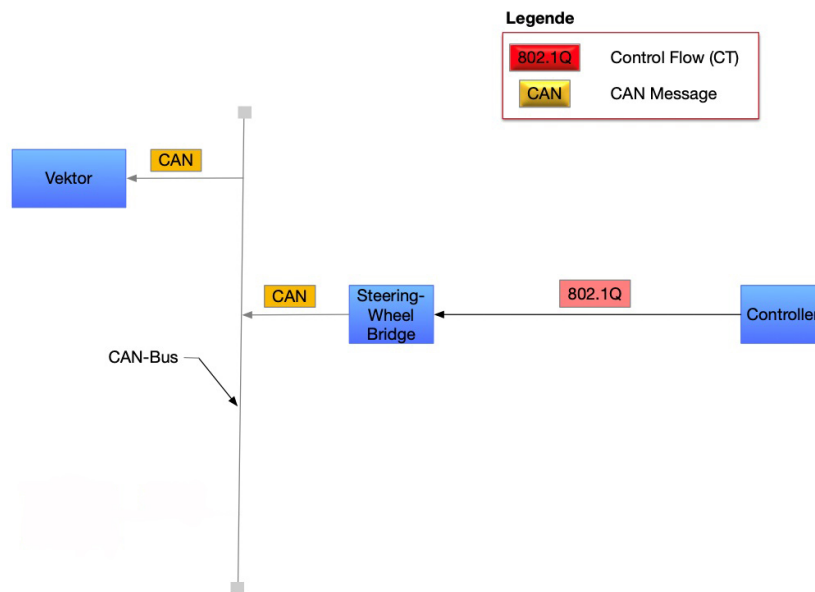 Legende
802.1Q Control Flow (CT)
CAN CAN Message
CAN
Vektor
CAN
Steering-
Wheel
Bridge
802.1Q
Controller
CAN-Bus